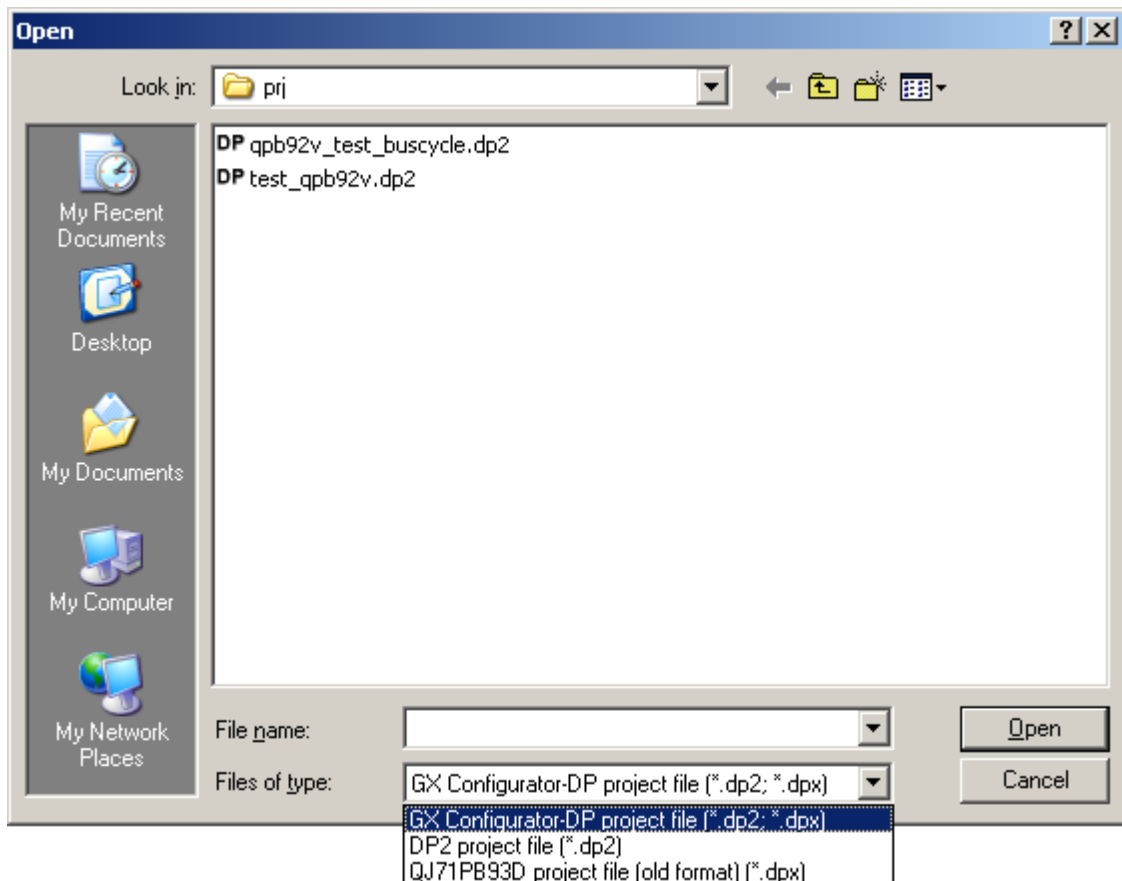 Open
Look in: prj
DP qpb92v_test_buscycle.dp2
DP test_qpb92v.dp2
My Recent
Documents
Desktop
My Documents
My Computer
My Network
Places
File name:
Open
Files of type: GX Configurator-DP project file (*.dp2; *.dpx)
Cancel
GX Configurator-DP project file (*.dp2; *.dpx)
DP2 project file (*.dp2)
QJ71PB93D project file (old format) (*.dpx)